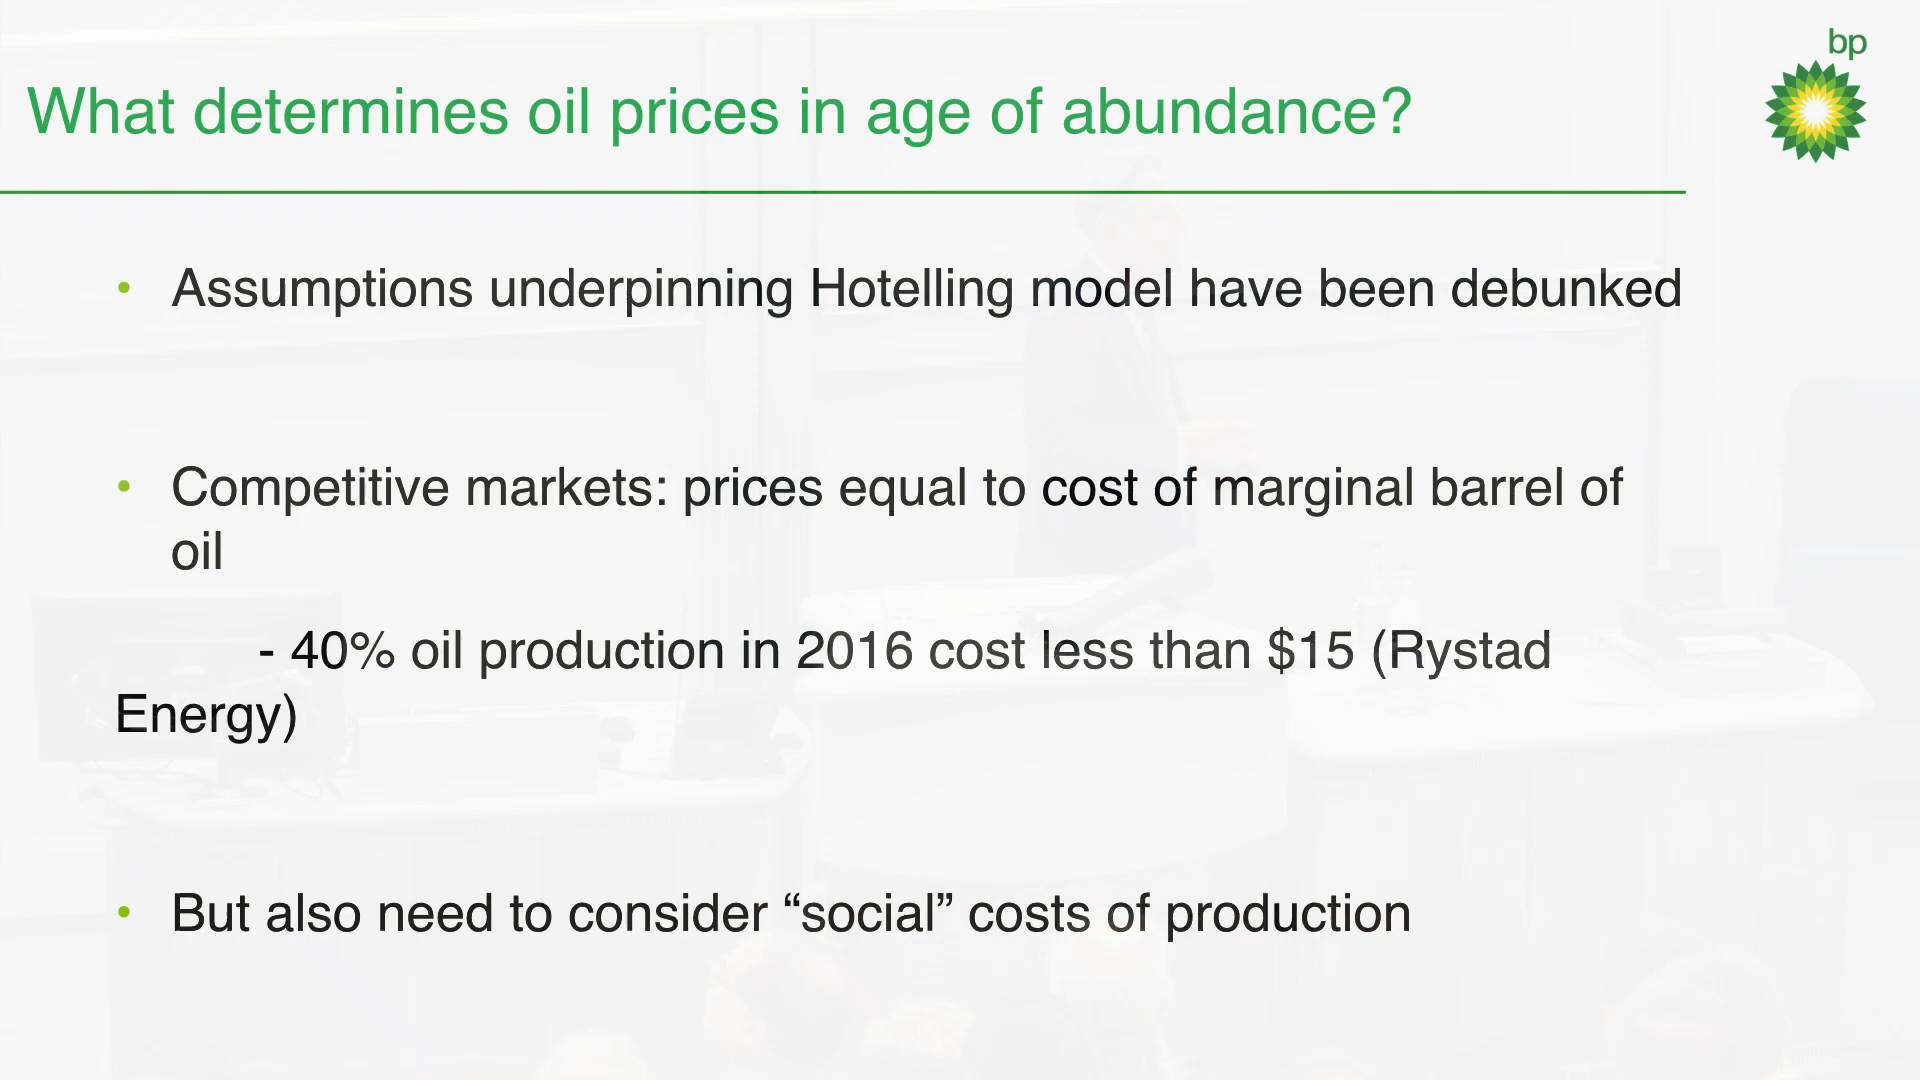 bp
What determines oil prices in age of abundance?
• Assumptions underpinning Hotelling model have been debunked
• Competitive markets: prices equal to cost of marginal barrel of
oil
- 40% oil production in 2016 cost less than $15 (Rystad
Energy)
• But also need to consider “social” costs of production